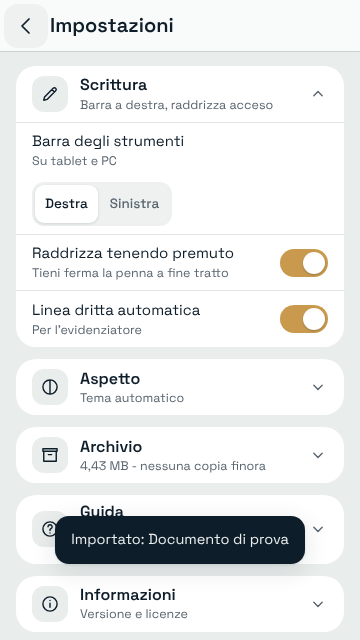 Impostazioni
Scrittura
Barra a destra, raddrizza acceso
Barra degli strumenti
Su tablet e PC
Destra
Sinistra
Raddrizza tenendo premuto
Tieni ferma la penna a fine tratto
Linea dritta automatica
Per l'evidenziatore
Aspetto
Tema automatico
Archivio
4,43 MB - nessuna copia finora
Guida
Importato: Documento di prova
Informazioni
Versione e licenze